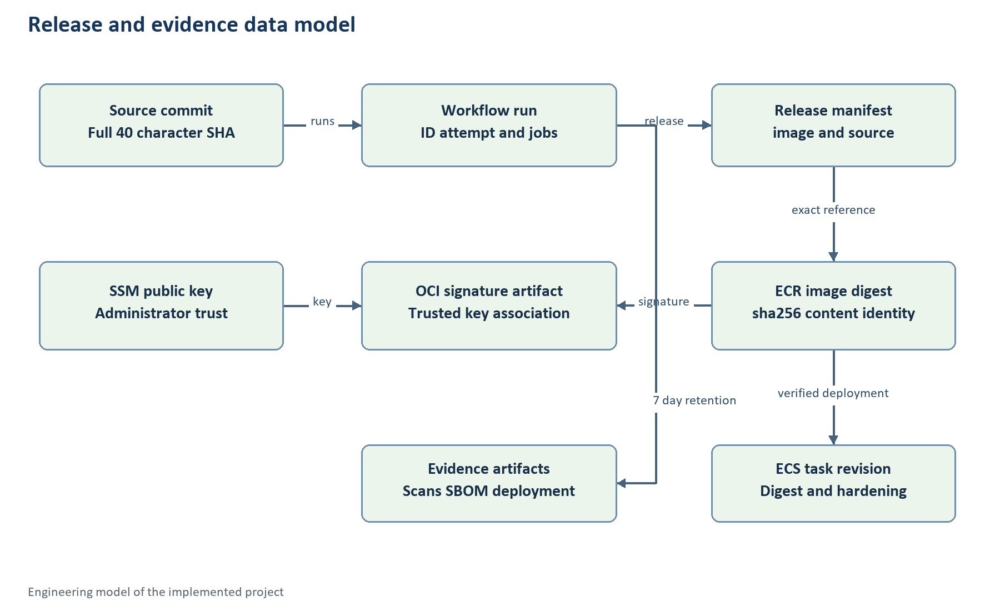 Release and evidence data model
Source commit
Full 40 character SHA
runs
Workflow run
ID attempt and jobs
release
Release manifest
image and source
exact reference
SSM public key
Administrator trust
key
OCI signature artifact
Trusted key association
signature
ECR image digest
sha256 content identity
7 day retention
verified deployment
Evidence artifacts
Scans SBOM deployment
ECS task revision
Digest and hardening
Engineering model of the implemented project